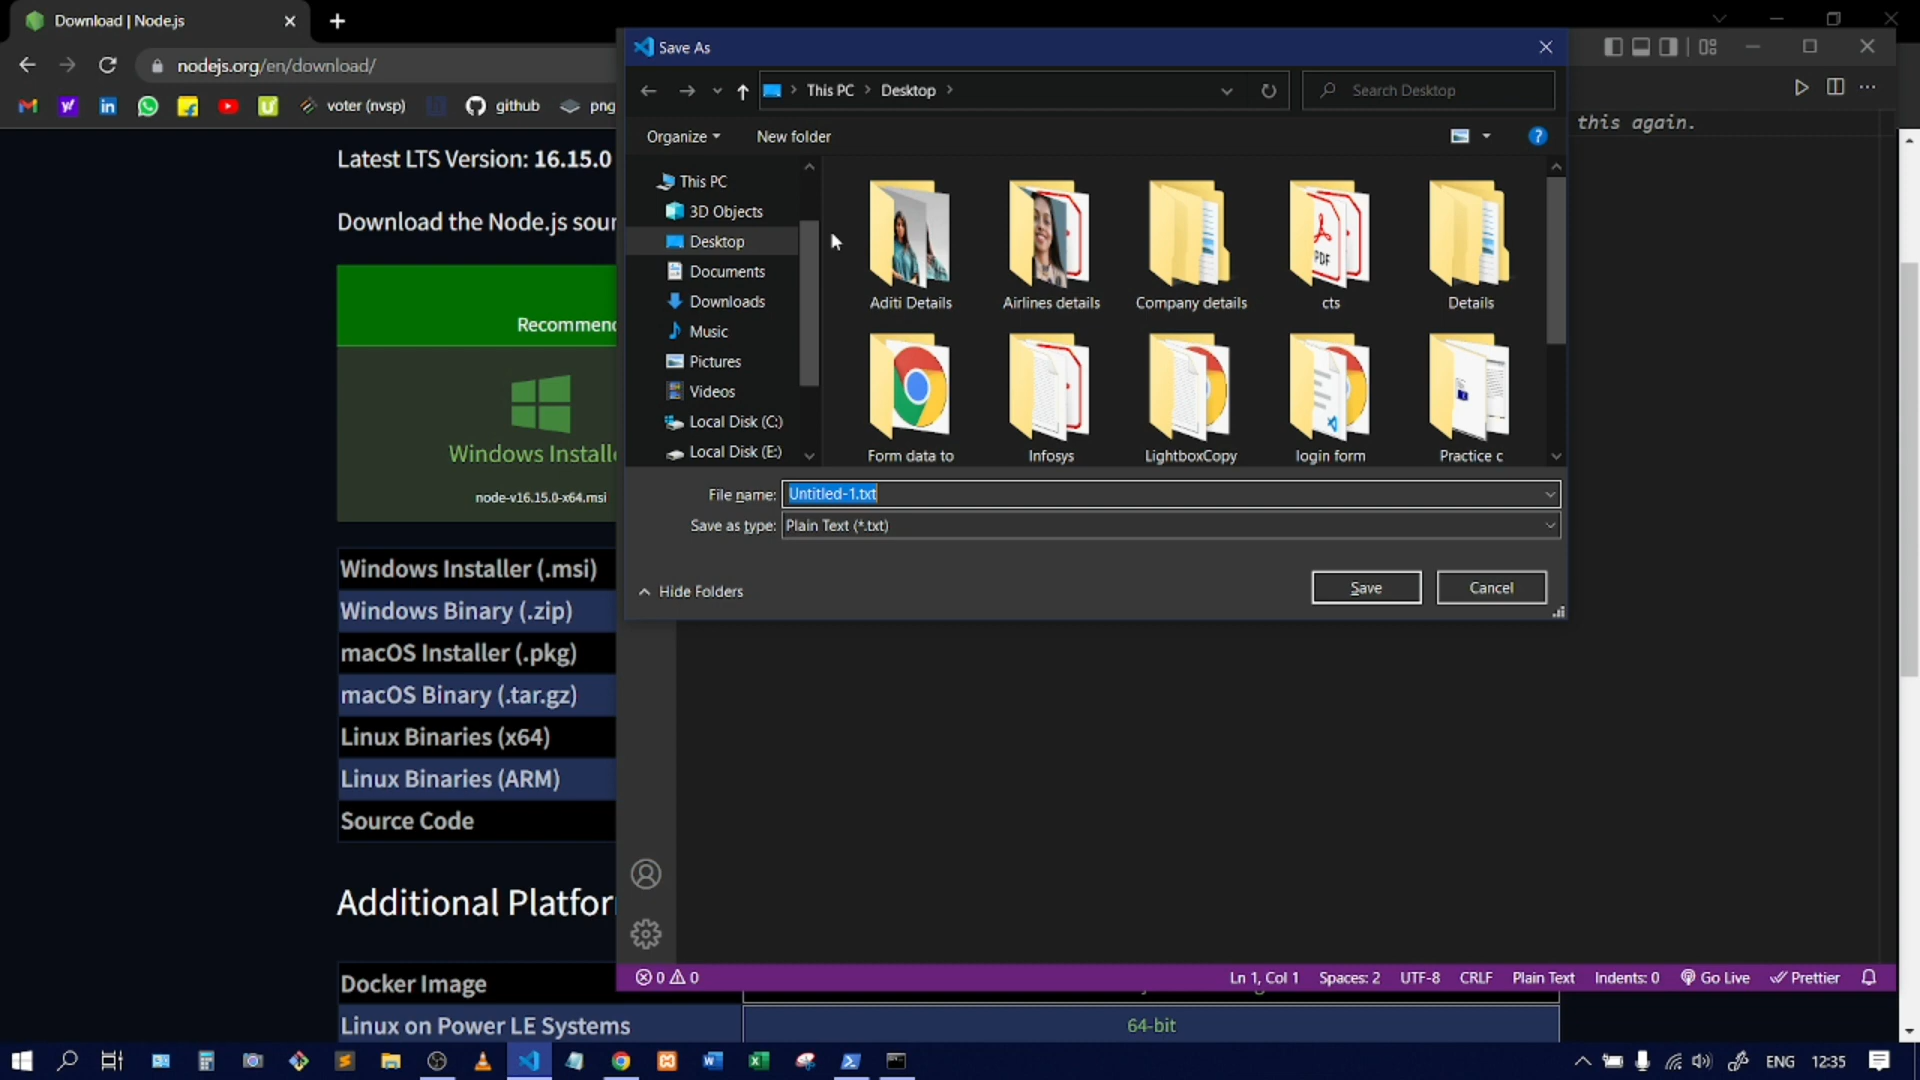 Download | Node.js
nodejs.org/en/download/
voter (nvsp)
github
png
Latest LTS Version: 16.15.0
Download the Node.js sour
Recommend
Windows Installe
node-v16.15.0-x64.msi
Windows Installer (.msi)
Windows Binary (.zip)
macOS Installer (.pkg)
macOS Binary (.tar.gz)
Linux Binaries (x64)
Linux Binaries (ARM)
Source Code
Additional Platfor
Docker Image
Linux on Power LE Systems
64-bit
Save As
This PC
Desktop
Search Desktop
Organize
New folder
This PC
3D Objects
Desktop
Documents
Downloads
Music
Pictures
Videos
Local Disk (C:)
Local Disk (E:)
Aditi Details
Airlines details
Company details
PDF
cts
Details
Form data to
Infosys
LightboxCopy
login form
Practice c
File name: Untitled-1.txt
Save as type: Plain Text (*.txt)
Hide Folders
Save
Cancel
this again.
0 0
Ln 1, Col 1 Spaces: 2 UTF-8 CRLF Plain Text Indents: 0 Go Live Prettier
ENG 12:35